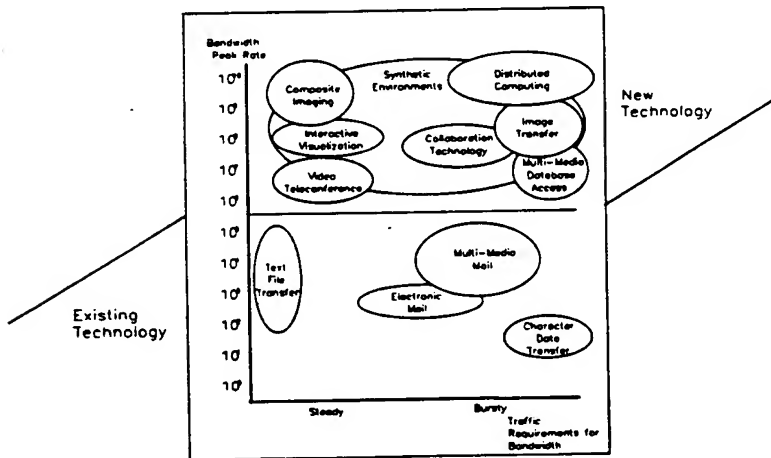 Bandwidth
Peak Rate
Synthetic
Environments
Distributed
Computing
Composite
Imaging
New
Technology
Image
Transfer
Interactive
Visualization
Collaboration
Technology
Multi-Media
Database
Access
Video
Teleconference
Multi-Media
Mail
Text
File
Transfer
Electronic
Mail
Existing
Technology
Character
Date
Transfer
Steady
Bursty
Traffic
Requirements for
Bandwidth